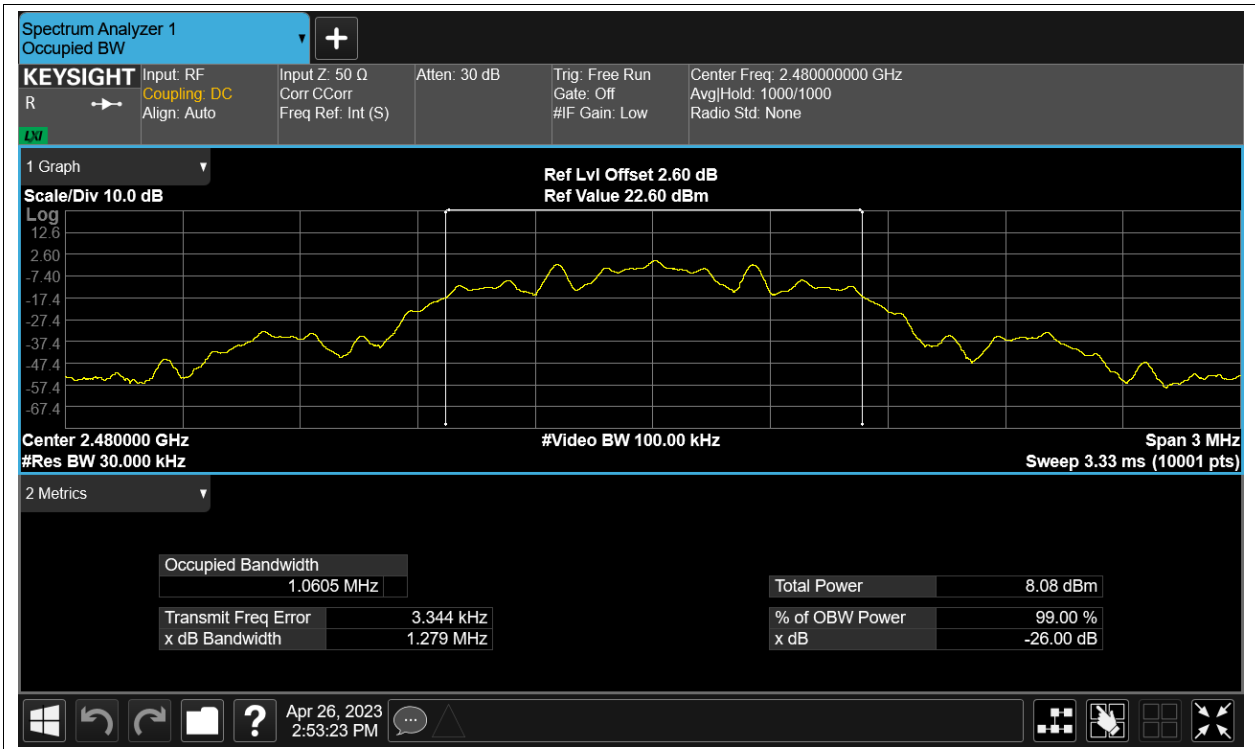 Spectrum Analyzer 1
Occupied BW
KEYSIGHT
R
LXI
Input: RF
Coupling: DC
Align: Auto
Input Z: 50 Ω
Corr CCorr
Freq Ref: Int (S)
Atten: 30 dB
Trig: Free Run
Gate: Off
#IF Gain: Low
Center Freq: 2.480000000 GHz
Avg|Hold: 1000/1000
Radio Std: None
1 Graph
Scale/Div 10.0 dB
Ref Lvl Offset 2.60 dB
Ref Value 22.60 dBm
Log
12.6
2.60
-7.40
-17.4
-27.4
-37.4
-47.4
-57.4
-67.4
Center 2.480000 GHz
#Video BW 100.00 kHz
Span 3 MHz
#Res BW 30.000 kHz
Sweep 3.33 ms (10001 pts)
2 Metrics
Occupied Bandwidth
1.0605 MHz
Total Power 8.08 dBm
Transmit Freq Error 3.344 kHz
% of OBW Power 99.00 %
x dB Bandwidth 1.279 MHz
x dB -26.00 dB
?
Apr 26, 2023
2:53:23 PM